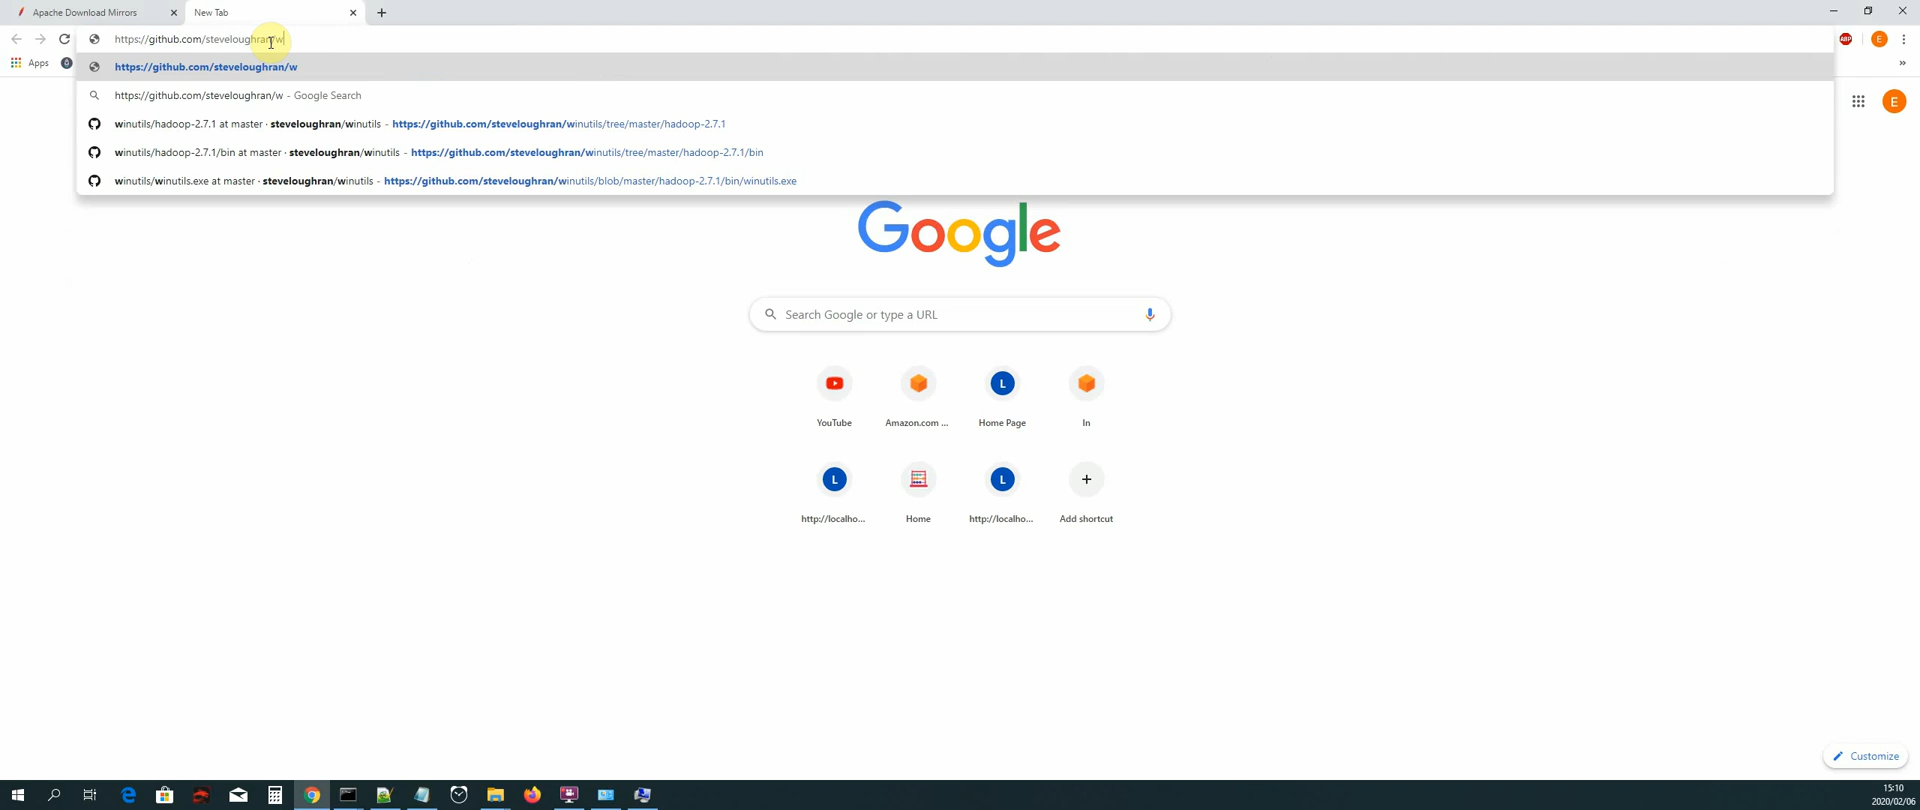 Apache Download Mirrors
New Tab
https://github.com/steveloughran/w
ABP
E
Apps
»
https://github.com/steveloughran/w
https://github.com/steveloughran/w - Google Search
winutils/hadoop-2.7.1 at master · steveloughran/winutils - https://github.com/steveloughran/winutils/tree/master/hadoop-2.7.1
winutils/hadoop-2.7.1/bin at master · steveloughran/winutils - https://github.com/steveloughran/winutils/tree/master/hadoop-2.7.1/bin
winutils/winutils.exe at master · steveloughran/winutils - https://github.com/steveloughran/winutils/blob/master/hadoop-2.7.1/bin/winutils.exe
E
Google
Search Google or type a URL
L
YouTube
Amazon.com ...
Home Page
In
L
L
http://localho...
Home
http://localho...
Add shortcut
Customize
15:10
2020/02/06